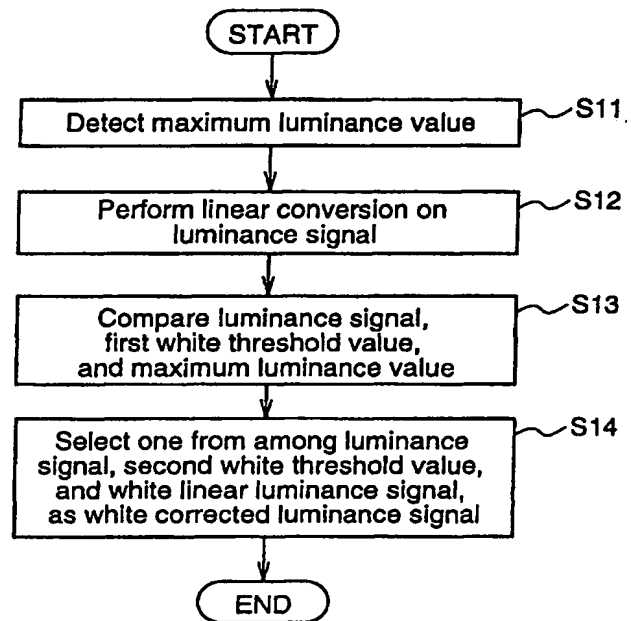 START
Detect maximum luminance value
S11
Perform linear conversion on
luminance signal
S12
Compare luminance signal,
first white threshold value,
and maximum luminance value
S13
Select one from among luminance
signal, second white threshold value,
and white linear luminance signal,
as white corrected luminance signal
S14
END